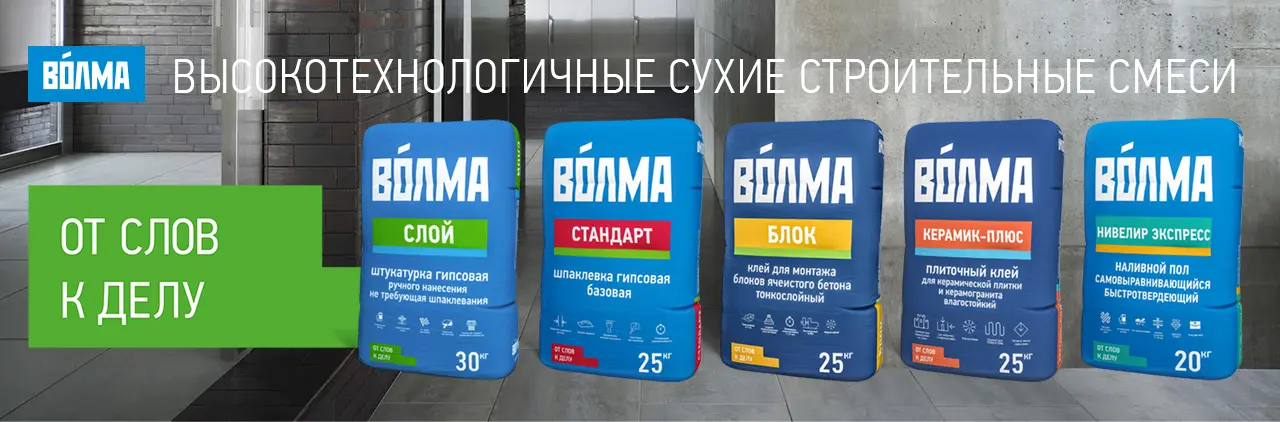 ВОЛМА
ВЫСОКОТЕХНОЛОГИЧНЫЕ СУХИЕ СТРОИТЕЛЬНЫЕ СМЕСИ
ОТ СЛОВ
К ДЕЛУ
ВОЛМА
СЛОЙ
штукатурка гипсовая
ручного нанесения
не требующая шпаклевания
ОТ СЛОВ
К ДЕЛУ
30кг
ВОЛМА
СТАНДАРТ
шпаклевка гипсовая
базовая
ОТ СЛОВ
К ДЕЛУ
25кг
ВОЛМА
БЛОК
клей для монтажа
блоков ячеистого бетона
тонкослойный
ОТ СЛОВ
К ДЕЛУ
25кг
ВОЛМА
КЕРАМИК-ПЛЮС
плиточный клей
для керамической плитки
и керамогранита
влагостойкий
ОТ СЛОВ
К ДЕЛУ
25кг
ВОЛМА
НИВЕЛИР ЭКСПРЕСС
НАЛИВНОЙ ПОЛ
САМОВЫРАВНИВАЮЩИЙСЯ
БЫСТРОТВЕРДЕЮЩИЙ
ОТ СЛОВ
К ДЕЛУ
20кг